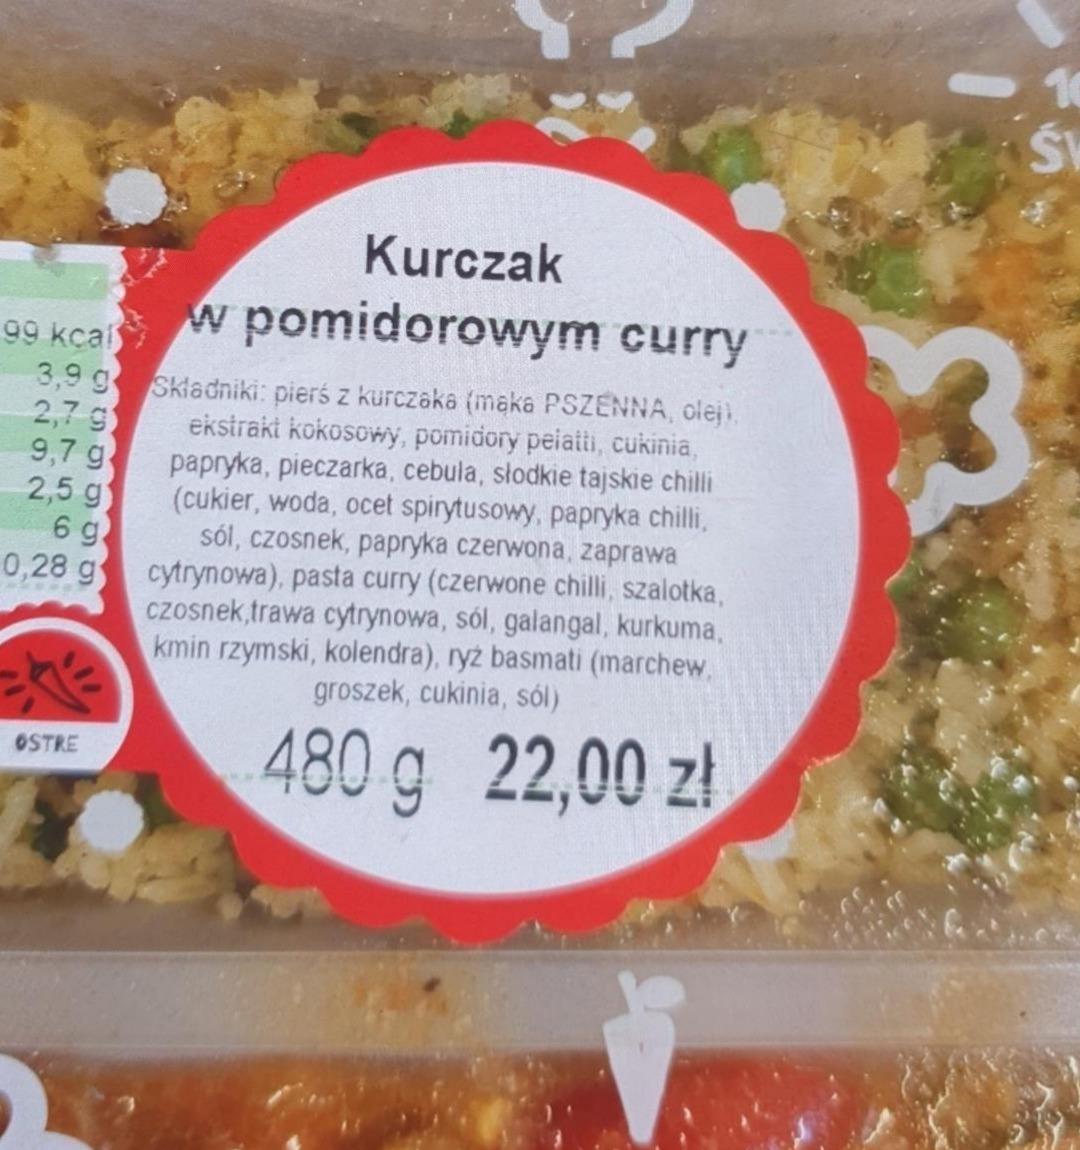 10
ŚW
Kurczak
w pomidorowym curry
Składniki: pierś z kurczaka (mąka PSZENNA, olej),
ekstrakt kokosowy, pomidory pelatti, cukinia,
papryka, pieczarka, cebula, słodkie tajskie chilli
(cukier, woda, ocet spirytusowy, papryka chilli,
sól, czosnek, papryka czerwona, zaprawa
cytrynowa), pasta curry (czerwone chilli, szalotka,
czosnek,trawa cytrynowa, sól, galangal, kurkuma,
kmin rzymski, kolendra), ryż basmati (marchew,
groszek, cukinia, sól)
480 g 22,00 zł
99 kcal
3,9 g
2,7 g
9,7 g
2,5 g
6 g
0,28 g
OSTRE